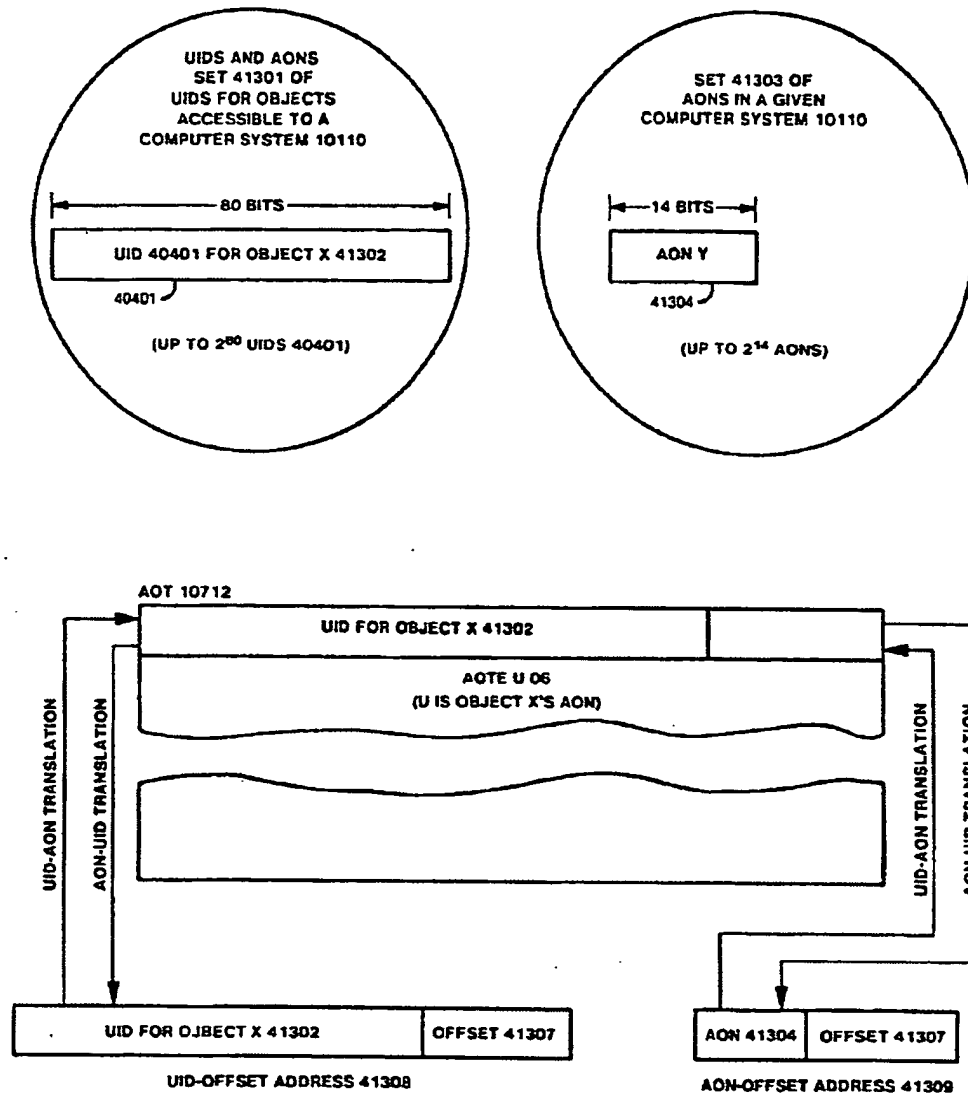 UIDS AND AONS
SET 41301 OF
UIDS FOR OBJECTS
ACCESSIBLE TO A
COMPUTER SYSTEM 10110
80 BITS
UID 40401 FOR OBJECT X 41302
40401
(UP TO 2⁸⁰ UIDS 40401)
SET 41303 OF
AONS IN A GIVEN
COMPUTER SYSTEM 10110
14 BITS
AON Y
41304
(UP TO 2¹⁴ AONS)
AOT 10712
UID FOR OBJECT X 41302
AOTE U 06
(U IS OBJECT X'S AON)
UID-AON TRANSLATION
AON-UID TRANSLATION
UID-AON TRANSLATION
AON-UID TRANSLATION
UID FOR OJBECT X 41302
OFFSET 41307
UID-OFFSET ADDRESS 41308
AON 41304
OFFSET 41307
AON-OFFSET ADDRESS 41309